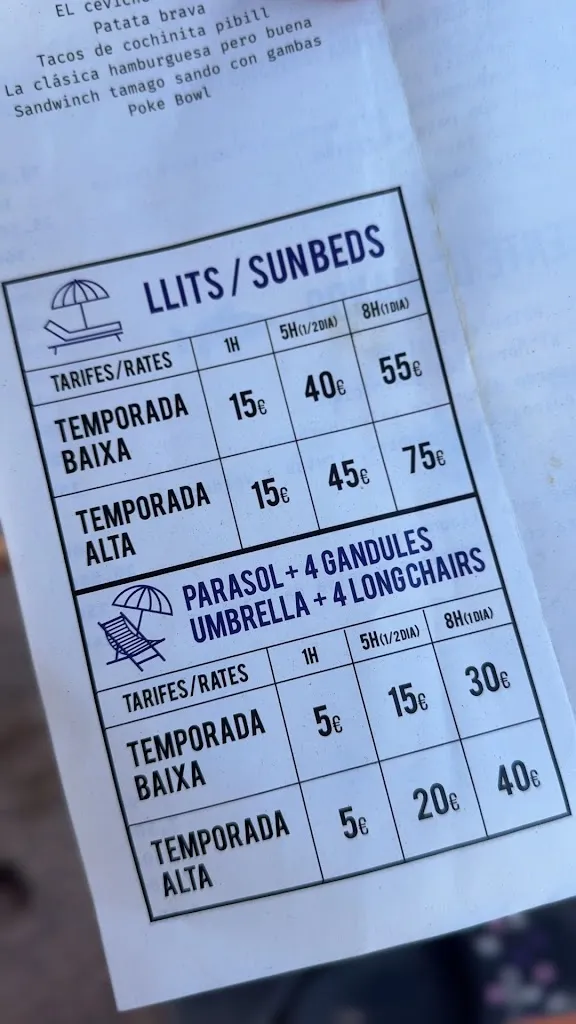 EL ceviche
Patata brava
Tacos de cochinita pibill
La clásica hamburguesa pero buena
Sandwinch tamago sando con gambas
Poke Bowl
LLITS / SUNBEDS
TARIFES/RATES 1H 5H(1/2DIA) 8H(1DIA)
TEMPORADA
BAIXA 15€ 40€ 55€
TEMPORADA
ALTA 15€ 45€ 75€
PARASOL + 4 GANDULES
UMBRELLA + 4 LONGCHAIRS
TARIFES/RATES 1H 5H(1/2DIA) 8H(1DIA)
TEMPORADA
BAIXA 5€ 15€ 30€
TEMPORADA
ALTA 5€ 20€ 40€